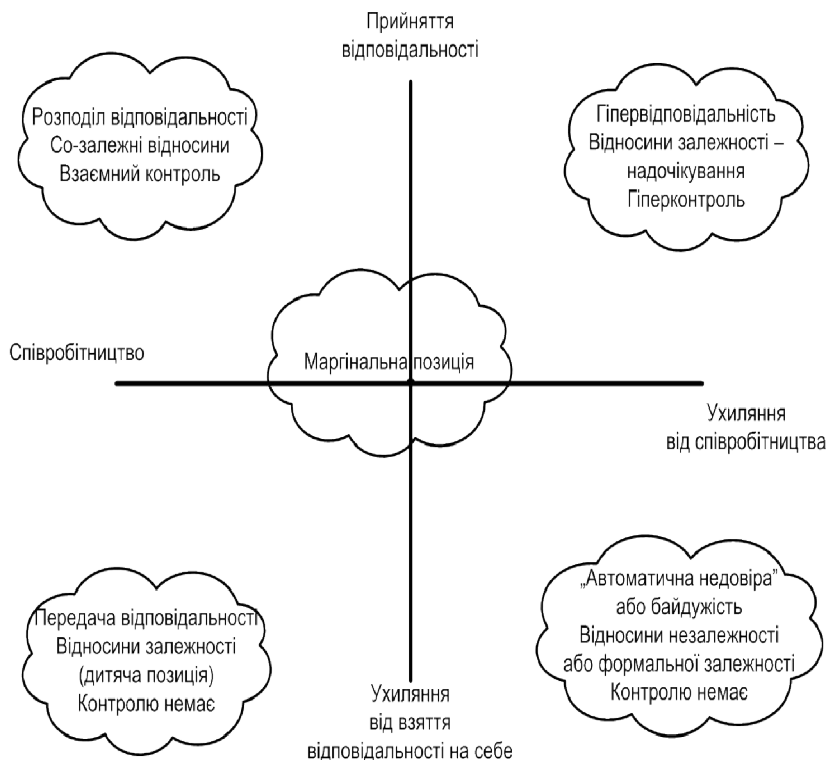 Прийняття
відповідальності
Розподіл відповідальності
Со-залежні відносини
Взаємний контроль
Гіпервідповідальність
Відносини залежності –
надочікування
Гіперконтроль
Співробітництво
Маргінальна позиція
Ухиляння
від співробітництва
Передача відповідальності
Відносини залежності
(дитяча позиція)
Контролю немає
„Автоматична недовіра”
або байдужість
Відносини незалежності
або формальної залежності
Контролю немає
Ухиляння
від взяття
відповідальності на себе